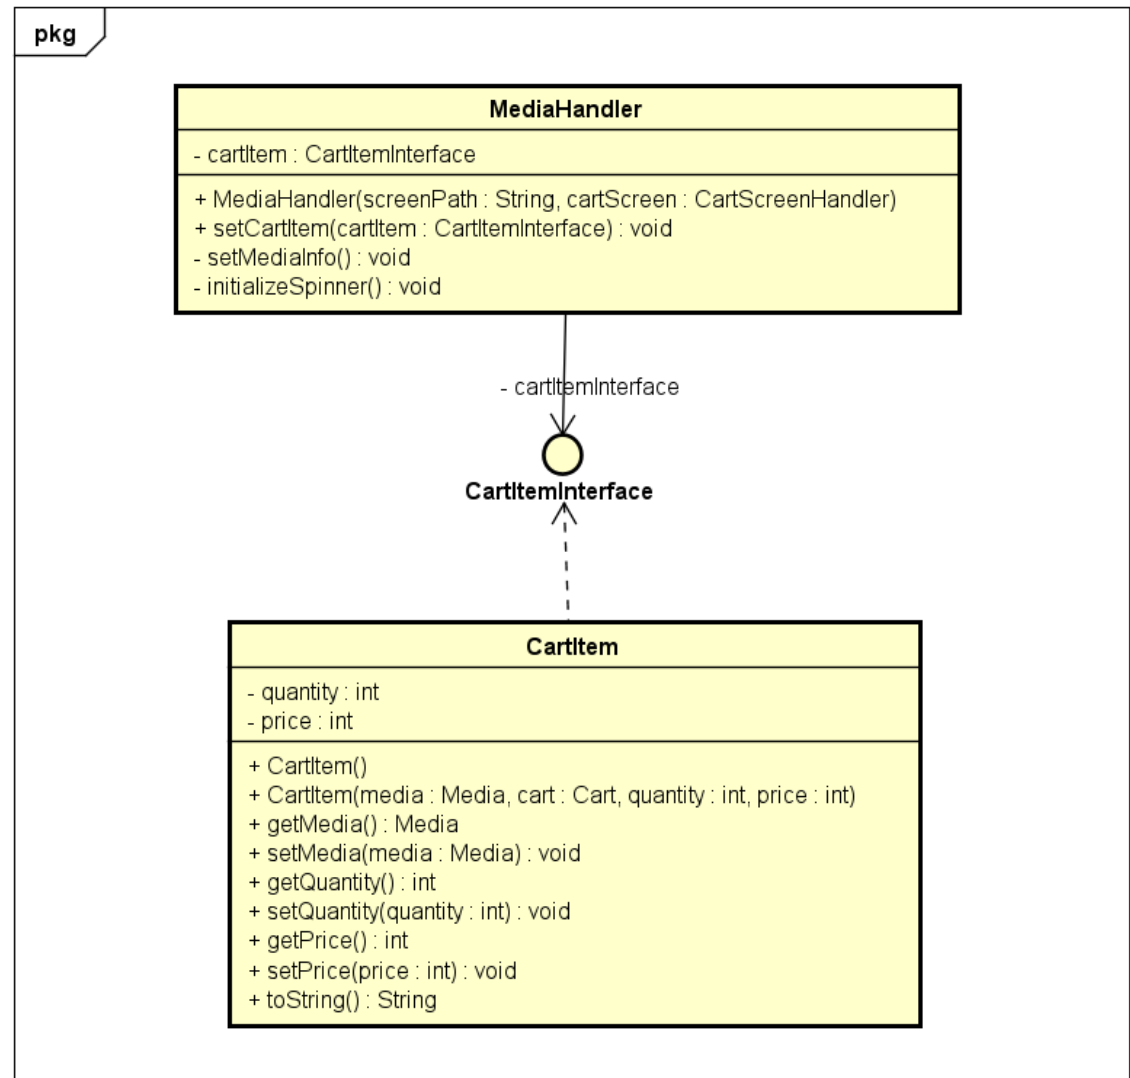 pkg
MediaHandler
- cartItem : CartItemInterface
+ MediaHandler(screenPath : String, cartScreen : CartScreenHandler)
+ setCartItem(cartItem : CartItemInterface) : void
- setMediaInfo() : void
- initializeSpinner() : void
- cartItemInterface
CartItemInterface
CartItem
- quantity : int
- price : int
+ CartItem()
+ CartItem(media : Media, cart : Cart, quantity : int, price : int)
+ getMedia() : Media
+ setMedia(media : Media) : void
+ getQuantity() : int
+ setQuantity(quantity : int) : void
+ getPrice() : int
+ setPrice(price : int) : void
+ toString() : String